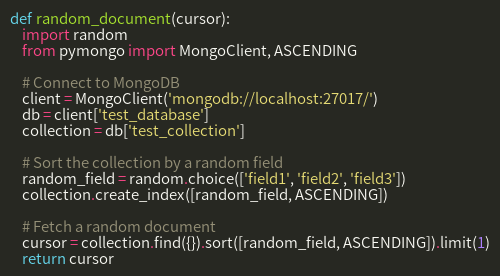 def random_document(cursor):
    import random
    from pymongo import MongoClient, ASCENDING

    # Connect to MongoDB
    client = MongoClient('mongodb://localhost:27017/')
    db = client['test_database']
    collection = db['test_collection']

    # Sort the collection by a random field
    random_field = random.choice(['field1', 'field2', 'field3'])
    collection.create_index([random_field, ASCENDING])

    # Fetch a random document
    cursor = collection.find({}).sort([random_field, ASCENDING]).limit(1)
    return cursor